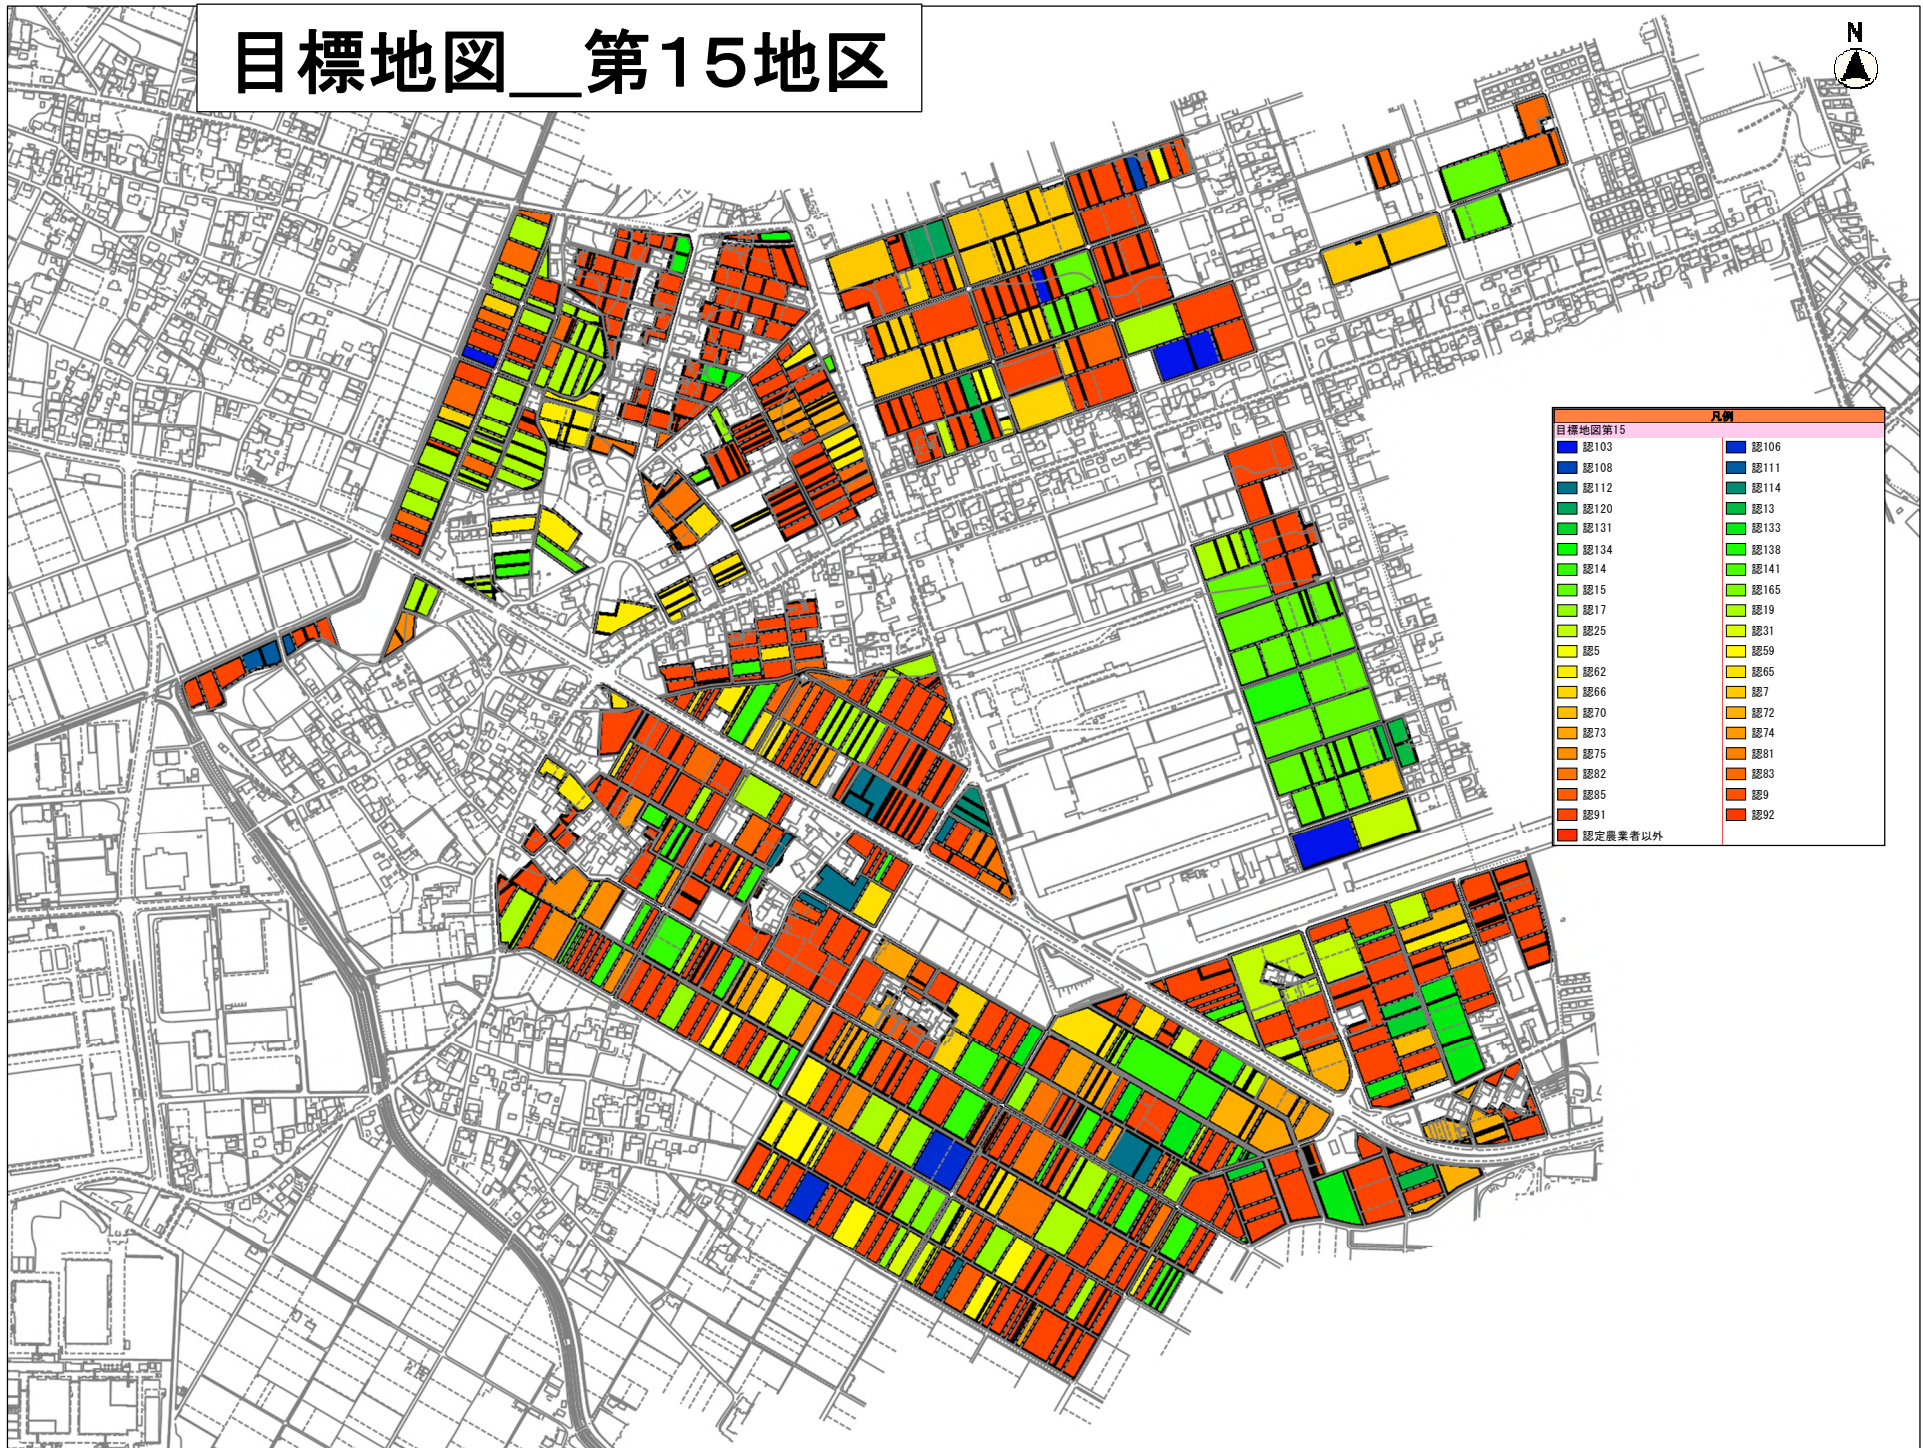 目標地図__第15地区
N
凡例
目標地図第15
認103 認106
認108 認111
認112 認114
認120 認13
認131 認133
認134 認138
認14 認141
認15 認165
認17 認19
認25 認31
認5 認59
認62 認65
認66 認7
認70 認72
認73 認74
認75 認81
認82 認83
認85 認9
認91 認92
認定農業者以外